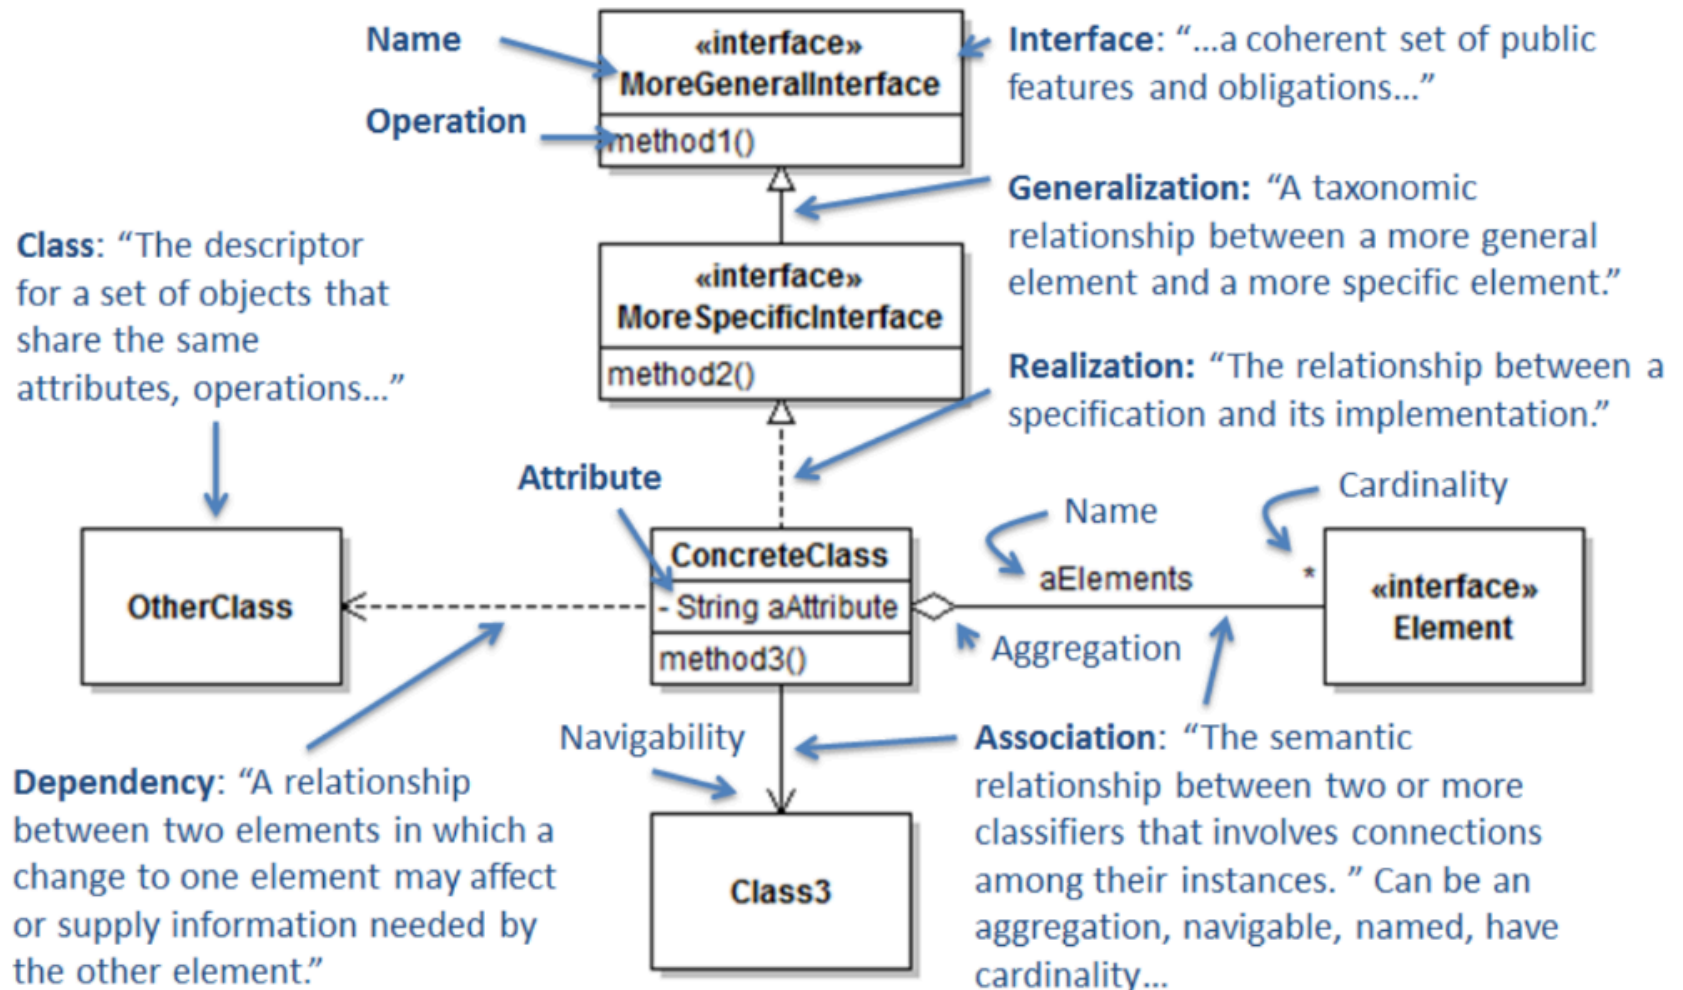 Name
Operation
«interface»
MoreGeneralInterface
method1()
Interface: “...a coherent set of public
features and obligations...”
Generalization: “A taxonomic
relationship between a more general
element and a more specific element.”
Class: “The descriptor
for a set of objects that
share the same
attributes, operations...”
«interface»
MoreSpecificInterface
method2()
Realization: “The relationship between a
specification and its implementation.”
Attribute
Name
Cardinality
OtherClass
ConcreteClass
- String aAttribute
method3()
aElements
*
Aggregation
«interface»
Element
Navigability
Dependency: “A relationship
between two elements in which a
change to one element may affect
or supply information needed by
the other element.”
Class3
Association: “The semantic
relationship between two or more
classifiers that involves connections
among their instances. ” Can be an
aggregation, navigable, named, have
cardinality...